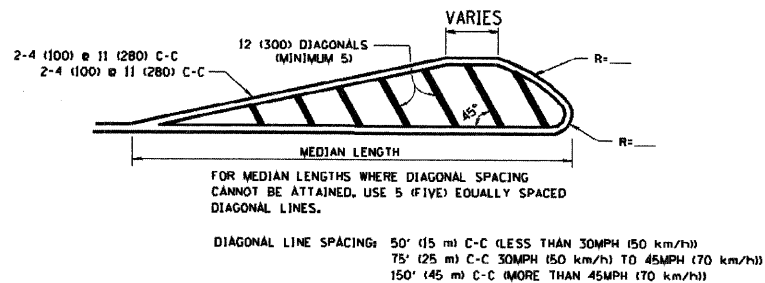 VARIES
12 (300) DIAGONALS
(MINIMUM 5)
2-4 (100) @ 11 (280) C-C
2-4 (100) @ 11 (280) C-C
R=___
45°
R=___
MEDIAN LENGTH
FOR MEDIAN LENGTHS WHERE DIAGONAL SPACING
CANNOT BE ATTAINED, USE 5 (FIVE) EQUALLY SPACED
DIAGONAL LINES.
DIAGONAL LINE SPACING: 50' (15 m) C-C (LESS THAN 30MPH (50 km/h))
75' (25 m) C-C 30MPH (50 km/h) TO 45MPH (70 km/h))
150' (45 m) C-C (MORE THAN 45MPH (70 km/h))